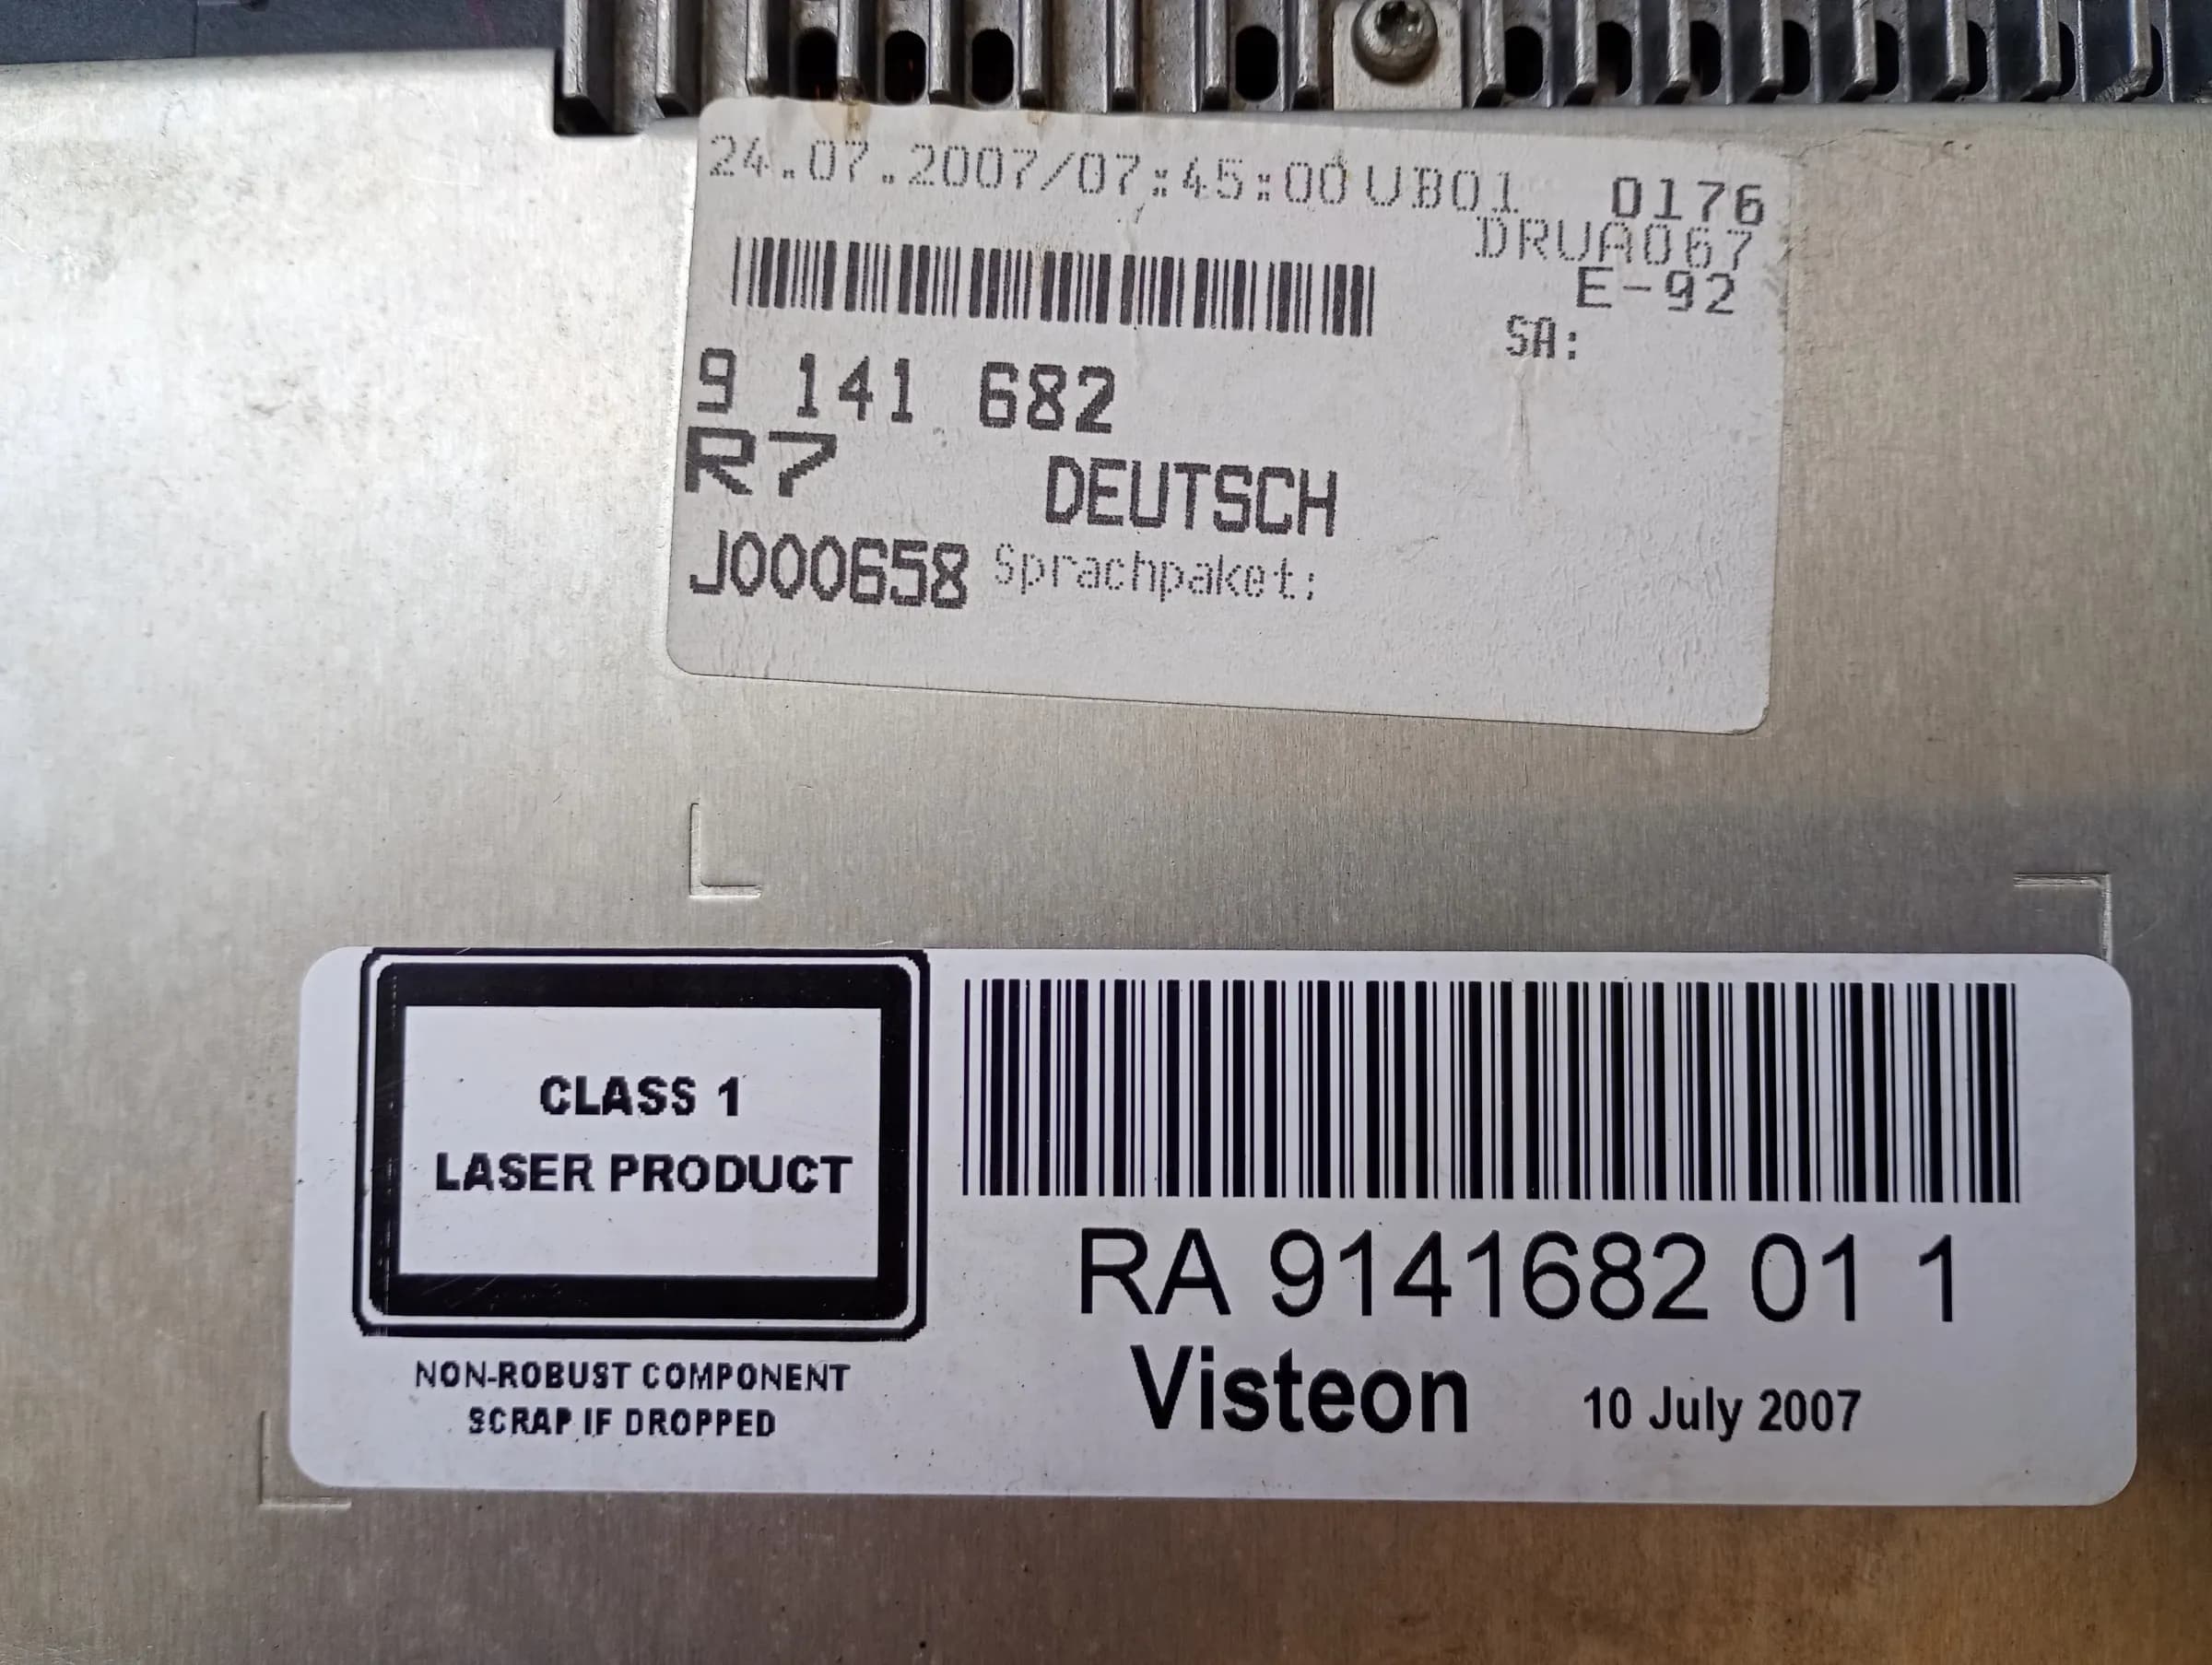 24.07.2007/07:45:00 UB01 0176
DRUA067
E-92
SA:
9 141 682
R7 DEUTSCH
J000658 Sprachpaket:
CLASS 1
LASER PRODUCT
NON-ROBUST COMPONENT
SCRAP IF DROPPED
RA 9141682 01 1
Visteon 10 July 2007